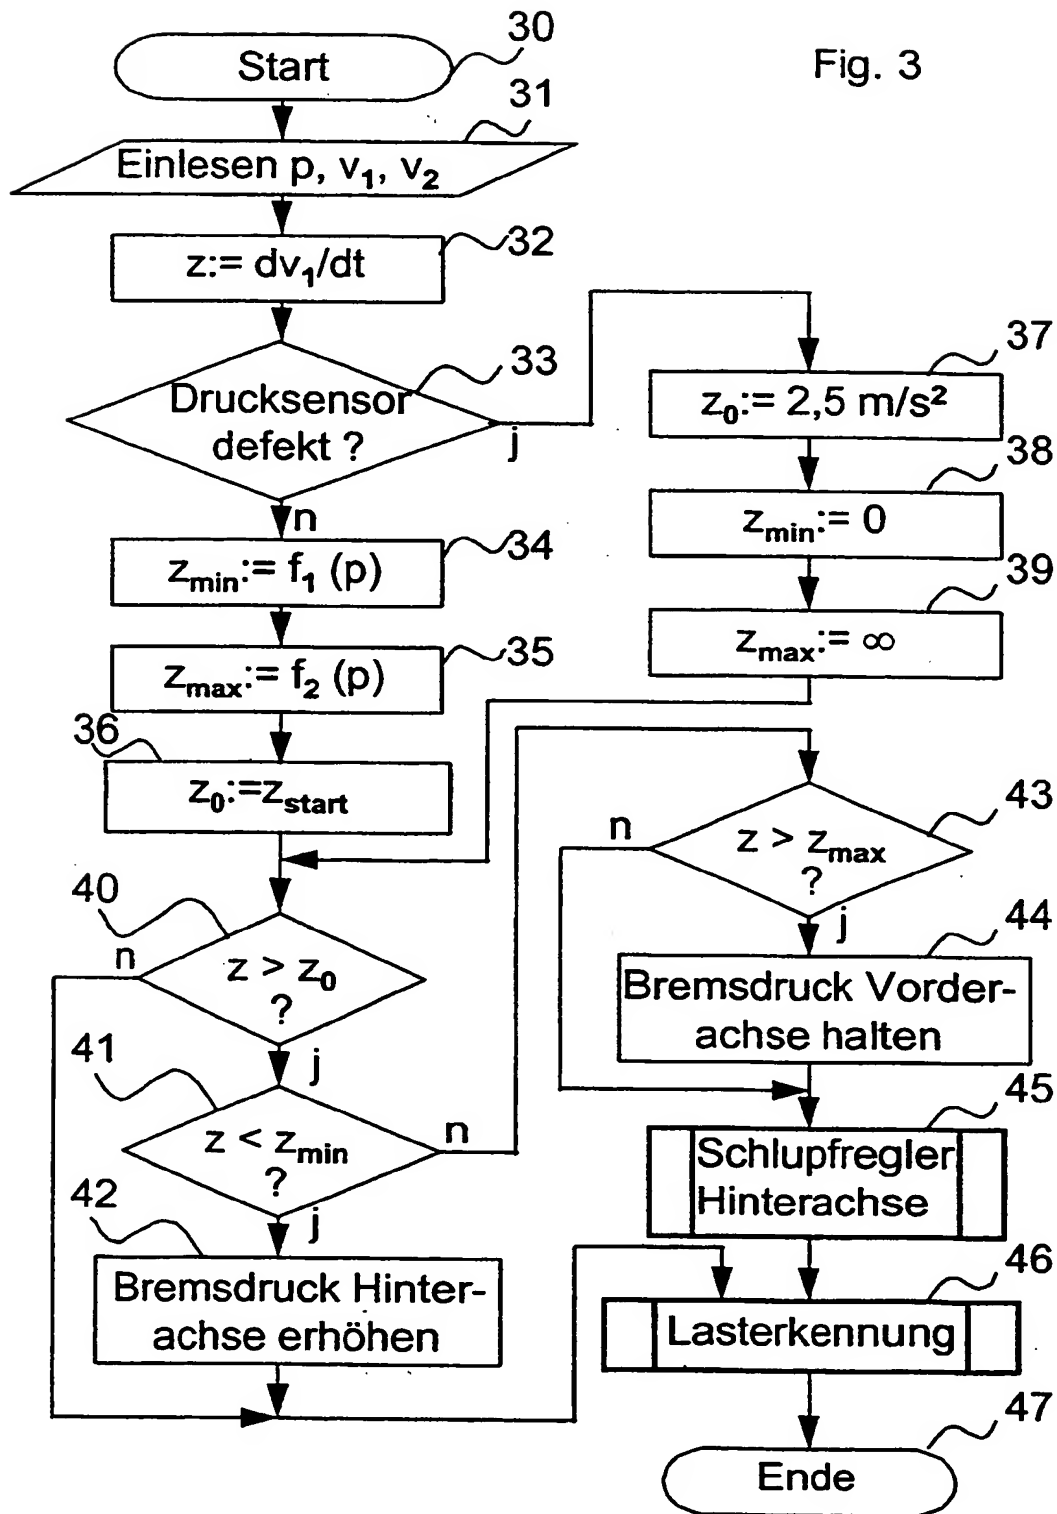 30
Start
Fig. 3
31
Einlesen p, v₁, v₂
32
z:= dv₁/dt
33
Drucksensor
defekt ?
j
n
37
z₀:= 2,5 m/s²
38
zmin:= 0
39
zmax:= ∞
34
zmin:= f₁ (p)
35
zmax:= f₂ (p)
36
z₀:=zstart
40
n
z > z₀
?
j
41
z < zmin
?
n
j
42
Bremsdruck Hinter-
achse erhöhen
43
n
z > zmax
?
j
44
Bremsdruck Vorder-
achse halten
45
Schlupfregler
Hinterachse
46
Lasterkennung
47
Ende